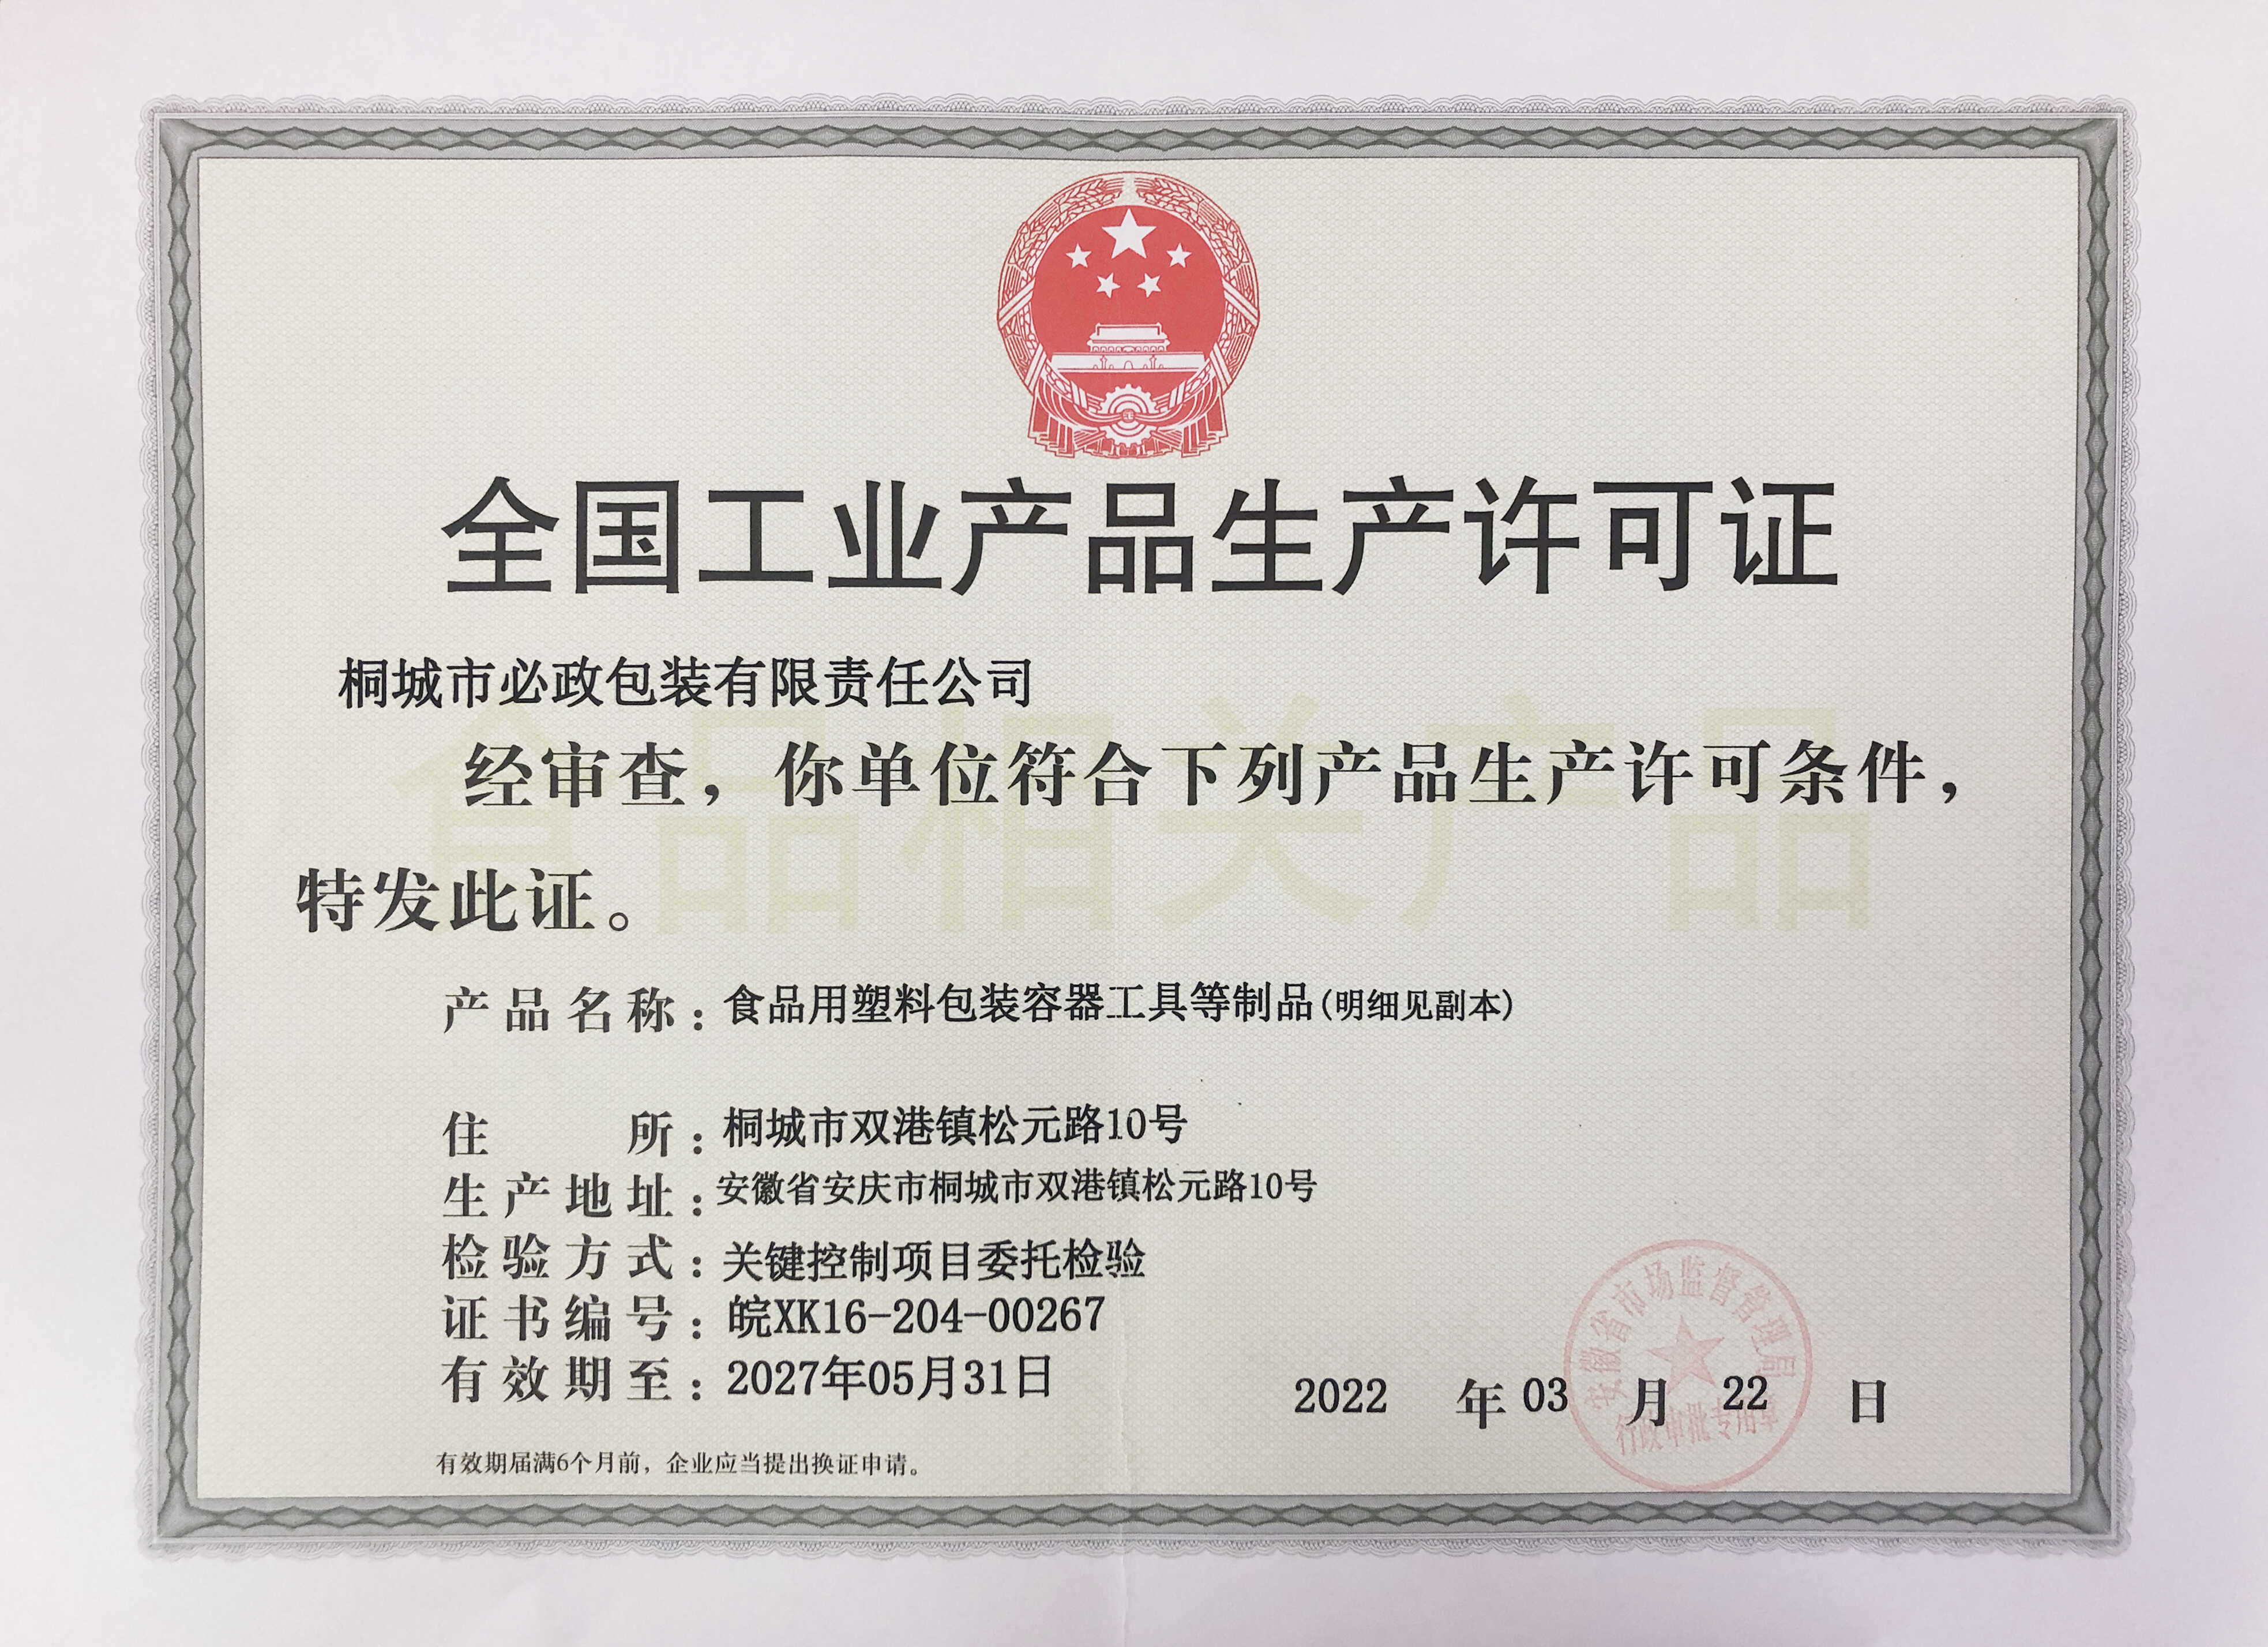 全国工业产品生产许可证
桐城市必政包装有限责任公司
食品相关产品
经审查，你单位符合下列产品生产许可条件，
特发此证。
产品名称：食品用塑料包装容器工具等制品(明细见副本)
住 所：桐城市双港镇松元路10号
生产地址：安徽省安庆市桐城市双港镇松元路10号
检验方式：关键控制项目委托检验
证书编号：皖XK16-204-00267
有效期至：2027年05月31日
安徽省市场监督管理局
行政审批专用章
2022 年 03 月 22 日
有效期届满6个月前，企业应当提出换证申请。